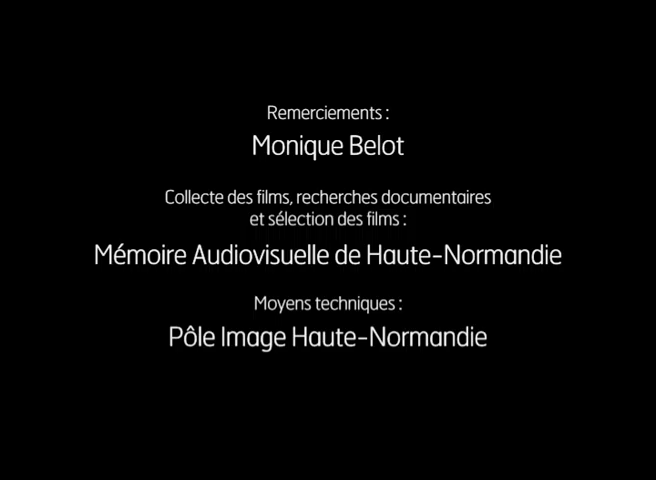 Remerciements :
Monique Belot
Collecte des films, recherches documentaires
et sélection des films :
Mémoire Audiovisuelle de Haute-Normandie
Moyens techniques :
Pôle Image Haute-Normandie